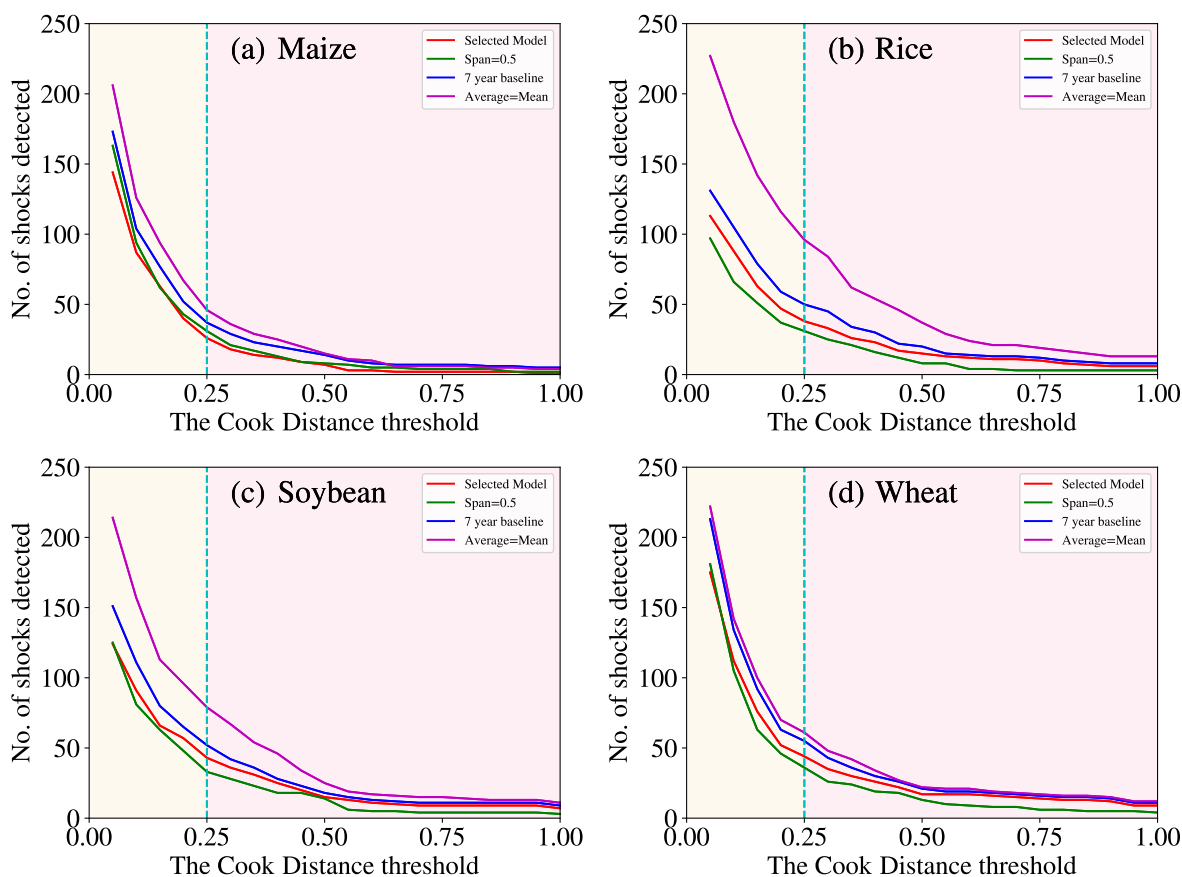 (a) Maize
Selected Model
Span=0.5
7 year baseline
Average=Mean
No. of shocks detected
250
200
150
100
50
0
0.00 0.25 0.50 0.75 1.00
The Cook Distance threshold
(b) Rice
Selected Model
Span=0.5
7 year baseline
Average=Mean
No. of shocks detected
250
200
150
100
50
0
0.00 0.25 0.50 0.75 1.00
The Cook Distance threshold
(c) Soybean
Selected Model
Span=0.5
7 year baseline
Average=Mean
No. of shocks detected
250
200
150
100
50
0
0.00 0.25 0.50 0.75 1.00
The Cook Distance threshold
(d) Wheat
Selected Model
Span=0.5
7 year baseline
Average=Mean
No. of shocks detected
250
200
150
100
50
0
0.00 0.25 0.50 0.75 1.00
The Cook Distance threshold